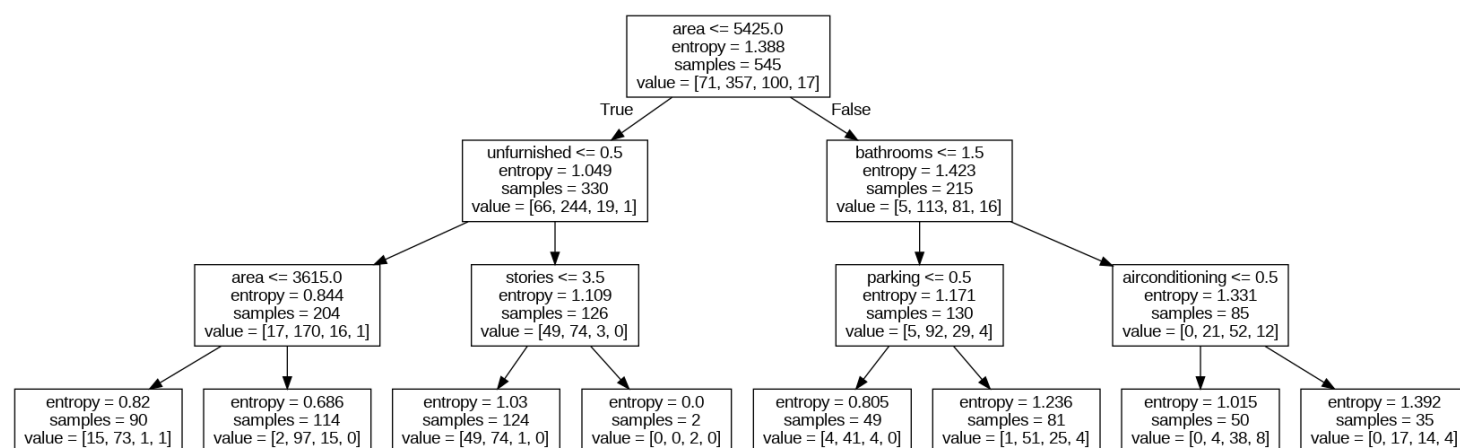 area <= 5425.0
entropy = 1.388
samples = 545
value = [71, 357, 100, 17]
True
False
unfurnished <= 0.5
entropy = 1.049
samples = 330
value = [66, 244, 19, 1]
bathrooms <= 1.5
entropy = 1.423
samples = 215
value = [5, 113, 81, 16]
area <= 3615.0
entropy = 0.844
samples = 204
value = [17, 170, 16, 1]
stories <= 3.5
entropy = 1.109
samples = 126
value = [49, 74, 3, 0]
parking <= 0.5
entropy = 1.171
samples = 130
value = [5, 92, 29, 4]
airconditioning <= 0.5
entropy = 1.331
samples = 85
value = [0, 21, 52, 12]
entropy = 0.82
samples = 90
value = [15, 73, 1, 1]
entropy = 0.686
samples = 114
value = [2, 97, 15, 0]
entropy = 1.03
samples = 124
value = [49, 74, 1, 0]
entropy = 0.0
samples = 2
value = [0, 0, 2, 0]
entropy = 0.805
samples = 49
value = [4, 41, 4, 0]
entropy = 1.236
samples = 81
value = [1, 51, 25, 4]
entropy = 1.015
samples = 50
value = [0, 4, 38, 8]
entropy = 1.392
samples = 35
value = [0, 17, 14, 4]